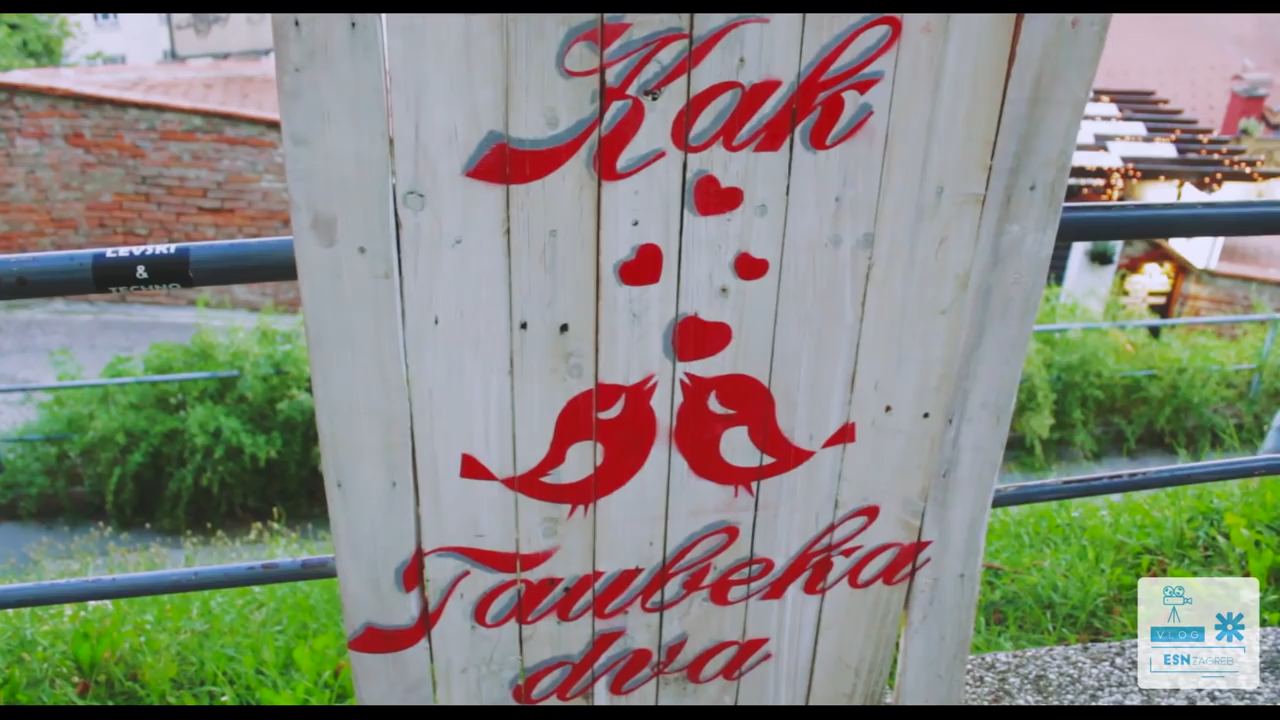 Kak
Taubeka
dva
LEVSKI
&
TECHNO
VLOG
ESN ZAGREB